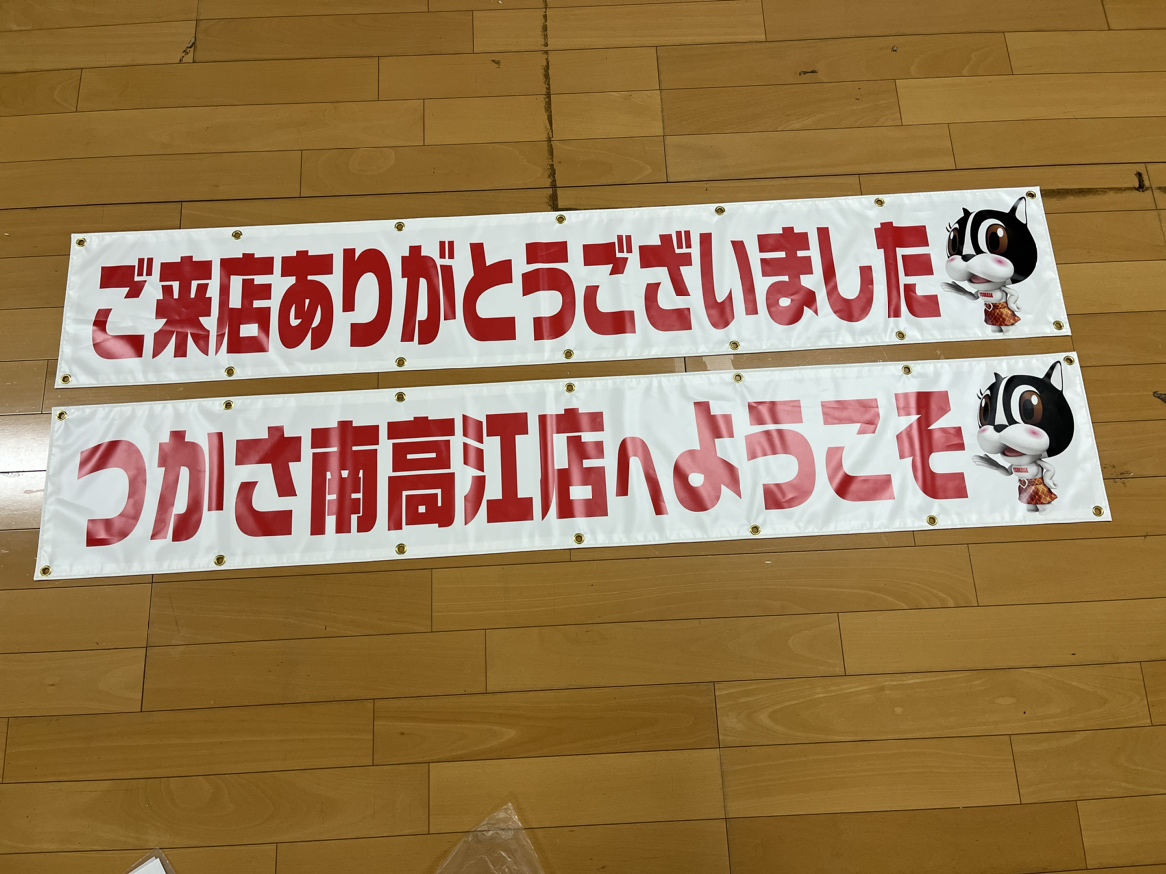 ご来店ありがとうございました
つかさ南高江店へようこそ